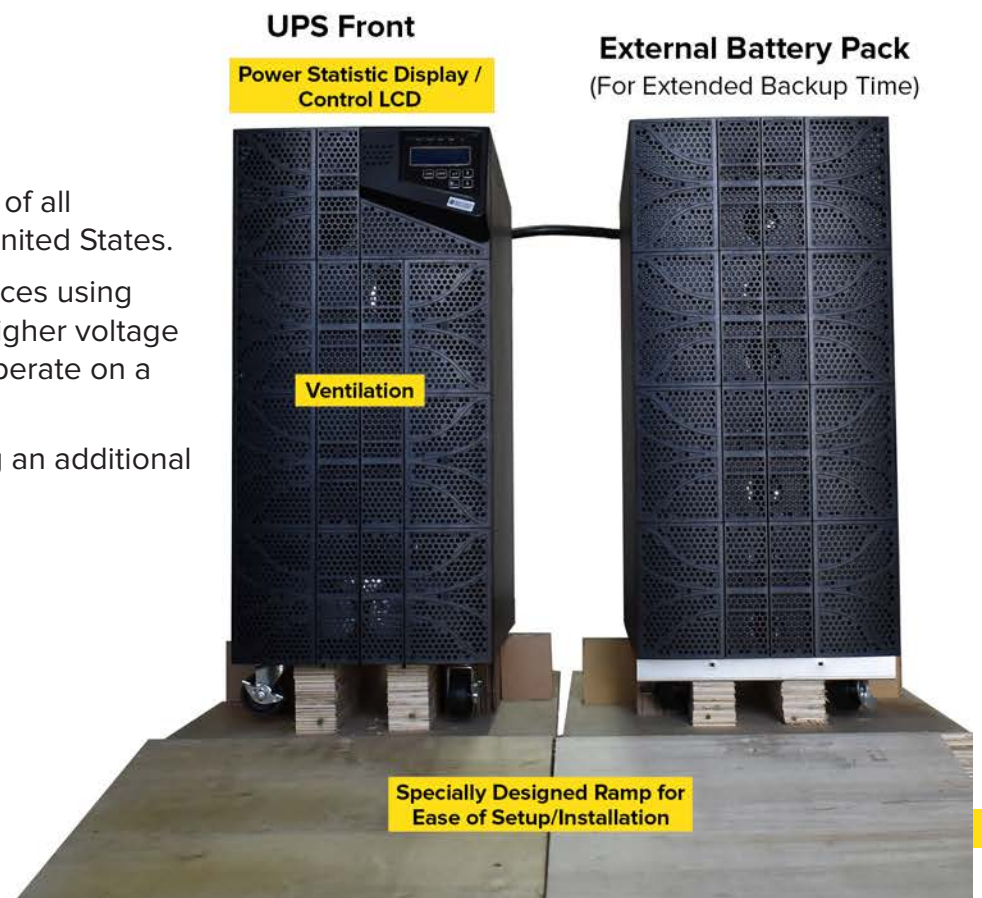 UPS Front
Power Statistic Display /
Control LCD
External Battery Pack
(For Extended Backup Time)
of all
nited States.
ces using
igher voltage
perate on a
an additional
Ventilation
Specially Designed Ramp for
Ease of Setup/Installation